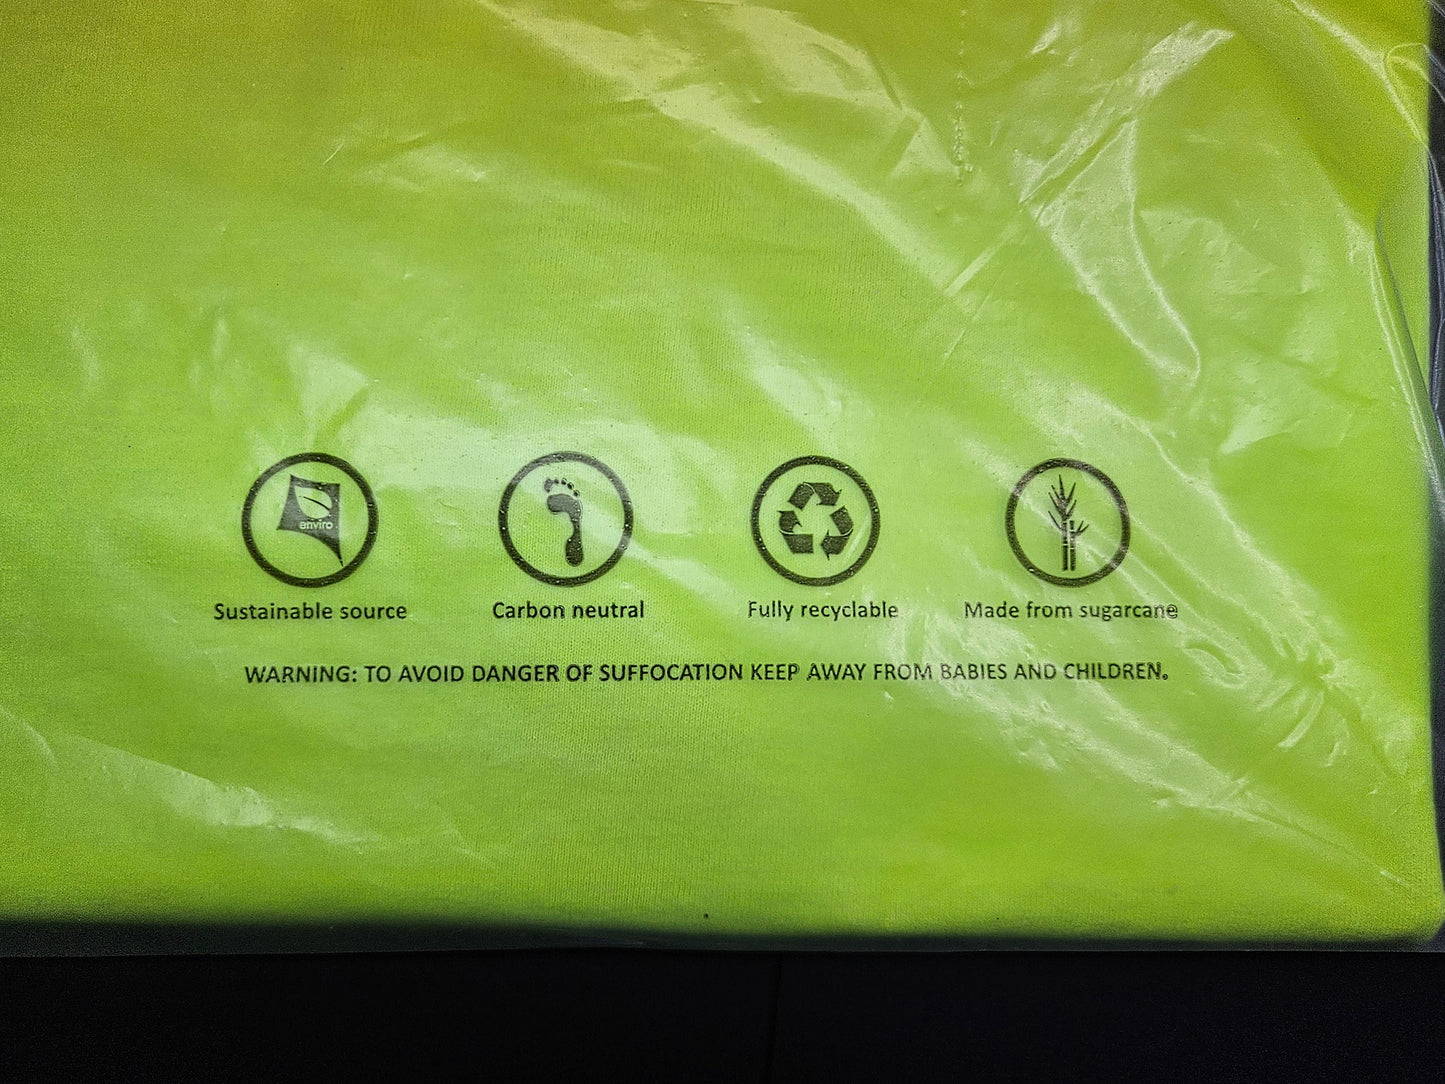 enviro
Sustainable source
Carbon neutral
Fully recyclable
Made from sugarcane
WARNING: TO AVOID DANGER OF SUFFOCATION KEEP AWAY FROM BABIES AND CHILDREN.